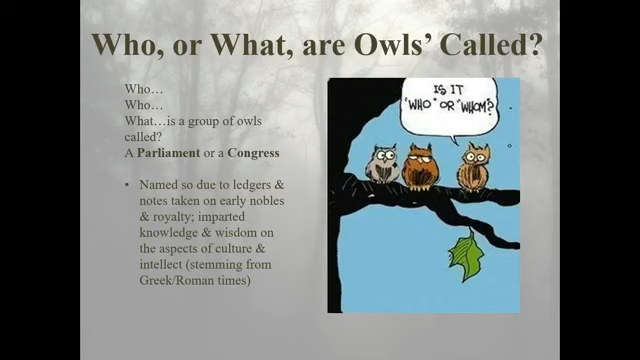 Who, or What, are Owls’ Called?
Who…
Who…
What…is a group of owls
called?
A Parliament or a Congress
• Named so due to ledgers &
notes taken on early nobles
& royalty; imparted
knowledge & wisdom on
the aspects of culture &
intellect (stemming from
Greek/Roman times)
IS IT
"WHO" OR "WHOM"?